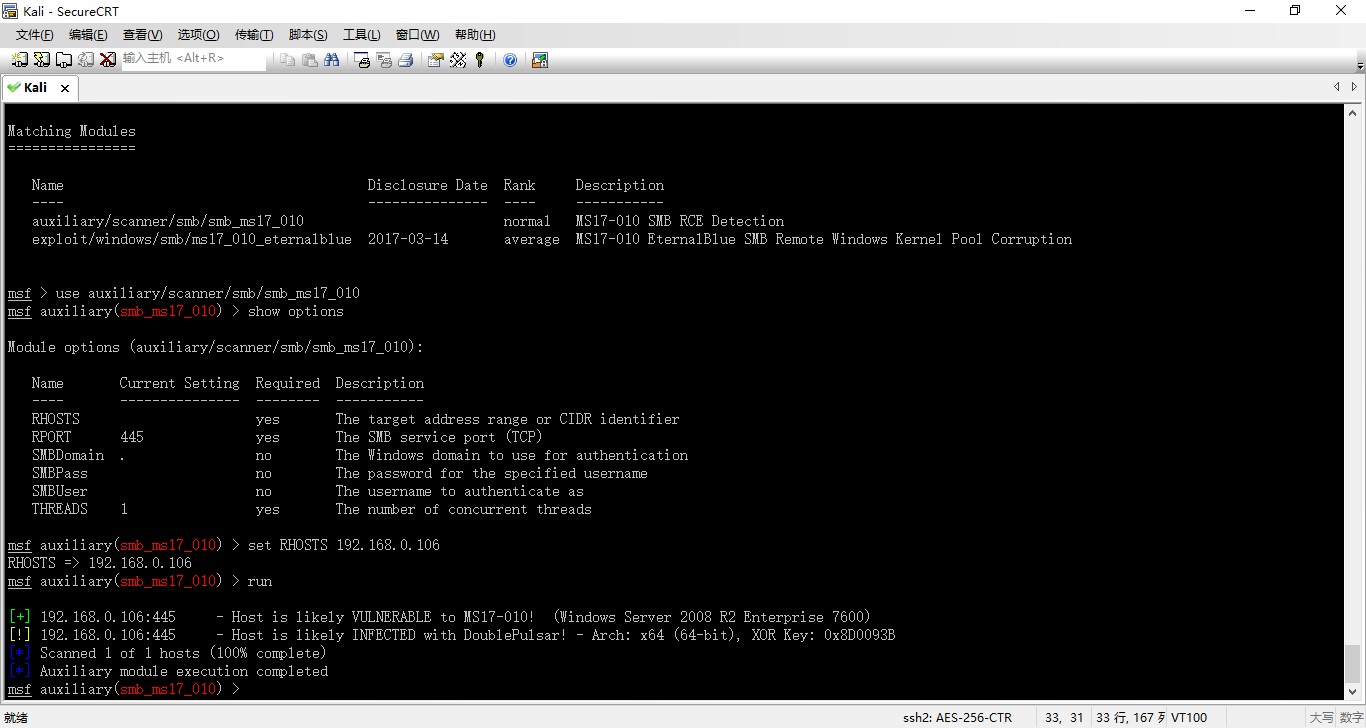 Kali - SecureCRT
文件(F) 编辑(E) 查看(V) 选项(O) 传输(T) 脚本(S) 工具(L) 窗口(W) 帮助(H)
输入主机 <Alt+R>
Kali
Matching Modules
================
Name Disclosure Date Rank Description
---- --------------- ---- -----------
auxiliary/scanner/smb/smb_ms17_010 normal MS17-010 SMB RCE Detection
exploit/windows/smb/ms17_010_eternalblue 2017-03-14 average MS17-010 EternalBlue SMB Remote Windows Kernel Pool Corruption
msf > use auxiliary/scanner/smb/smb_ms17_010
msf auxiliary(smb_ms17_010) > show options
Module options (auxiliary/scanner/smb/smb_ms17_010):
Name Current Setting Required Description
---- --------------- -------- -----------
RHOSTS yes The target address range or CIDR identifier
RPORT 445 yes The SMB service port (TCP)
SMBDomain . no The Windows domain to use for authentication
SMBPass no The password for the specified username
SMBUser no The username to authenticate as
THREADS 1 yes The number of concurrent threads
msf auxiliary(smb_ms17_010) > set RHOSTS 192.168.0.106
RHOSTS => 192.168.0.106
msf auxiliary(smb_ms17_010) > run
[+] 192.168.0.106:445 - Host is likely VULNERABLE to MS17-010! (Windows Server 2008 R2 Enterprise 7600)
[!] 192.168.0.106:445 - Host is likely INFECTED with DoublePulsar! - Arch: x64 (64-bit), XOR Key: 0x8D0093B
[*] Scanned 1 of 1 hosts (100% complete)
[*] Auxiliary module execution completed
msf auxiliary(smb_ms17_010) >
就绪 ssh2: AES-256-CTR 33, 31 33 行, 167 列 VT100 大写 数字